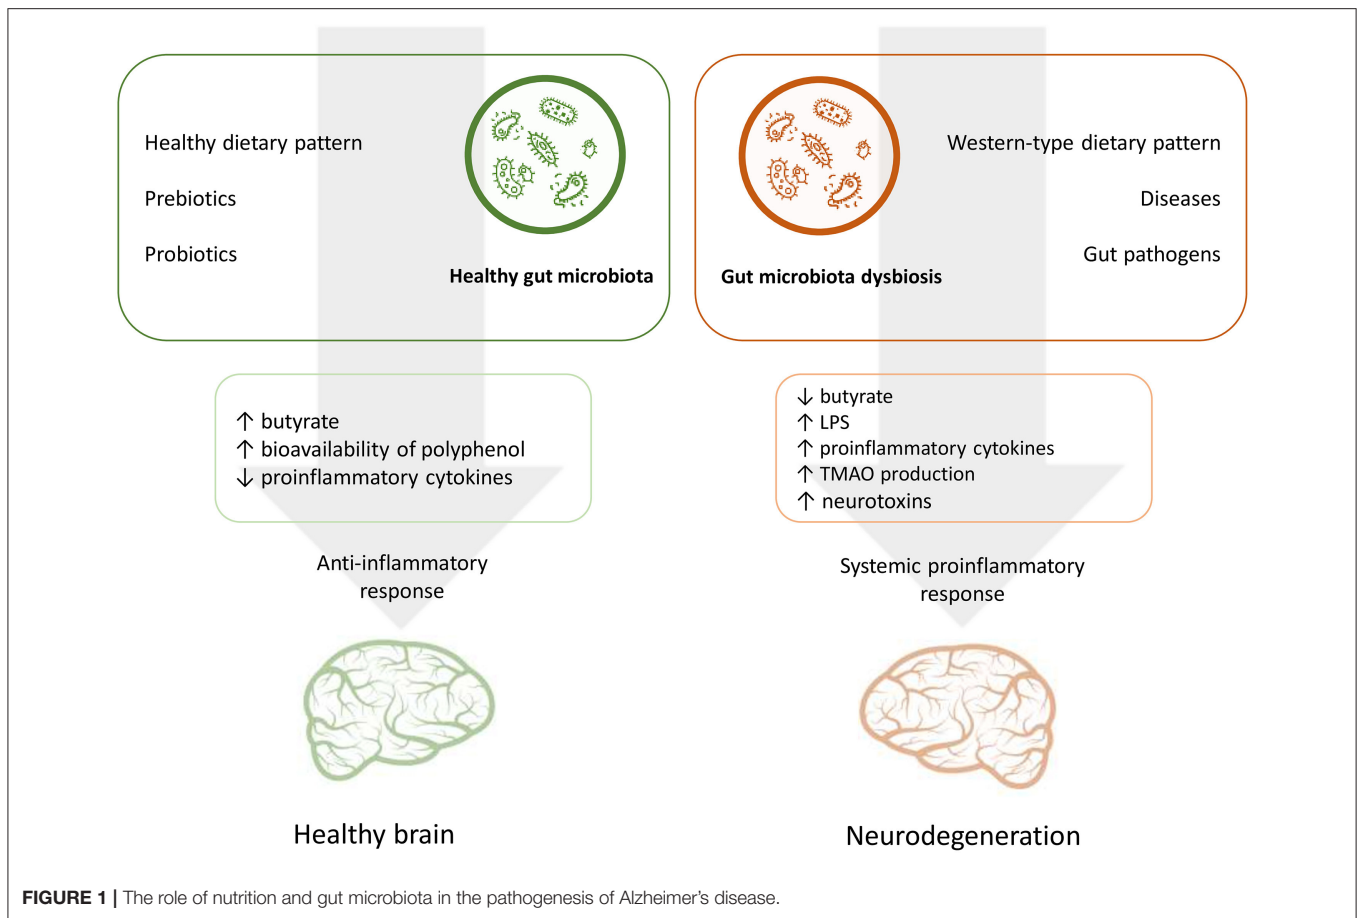 Healthy dietary pattern
Prebiotics
Probiotics
Healthy gut microbiota
Western-type dietary pattern
Diseases
Gut pathogens
Gut microbiota dysbiosis
↑ butyrate
↑ bioavailability of polyphenol
↓ proinflammatory cytokines
↓ butyrate
↑ LPS
↑ proinflammatory cytokines
↑ TMAO production
↑ neurotoxins
Anti-inflammatory
response
Systemic proinflammatory
response
Healthy brain
Neurodegeneration
FIGURE 1 | The role of nutrition and gut microbiota in the pathogenesis of Alzheimer’s disease.